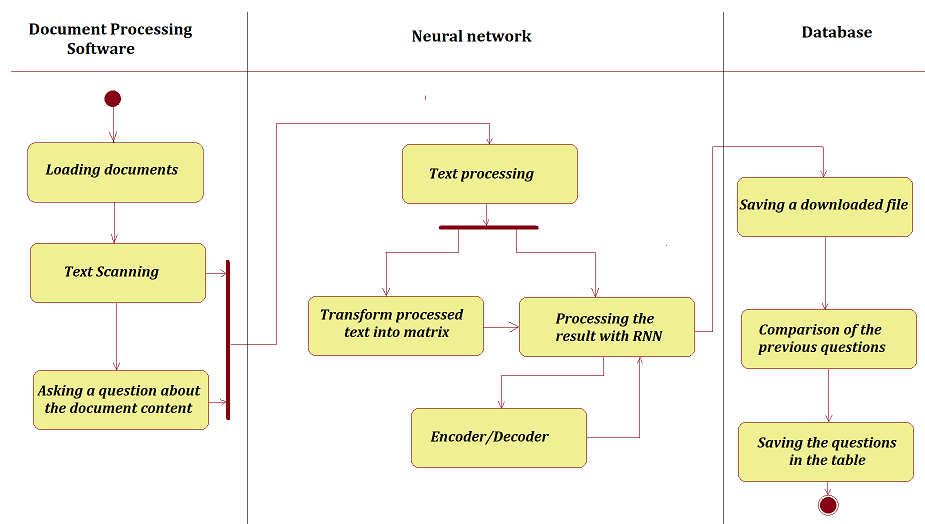 Document Processing
Software
Neural network
Database
Loading documents
Text Scanning
Asking a question about
the document content
Text processing
Transform processed
text into matrix
Processing the
result with RNN
Encoder/Decoder
Saving a downloaded file
Comparison of the
previous questions
Saving the questions
in the table